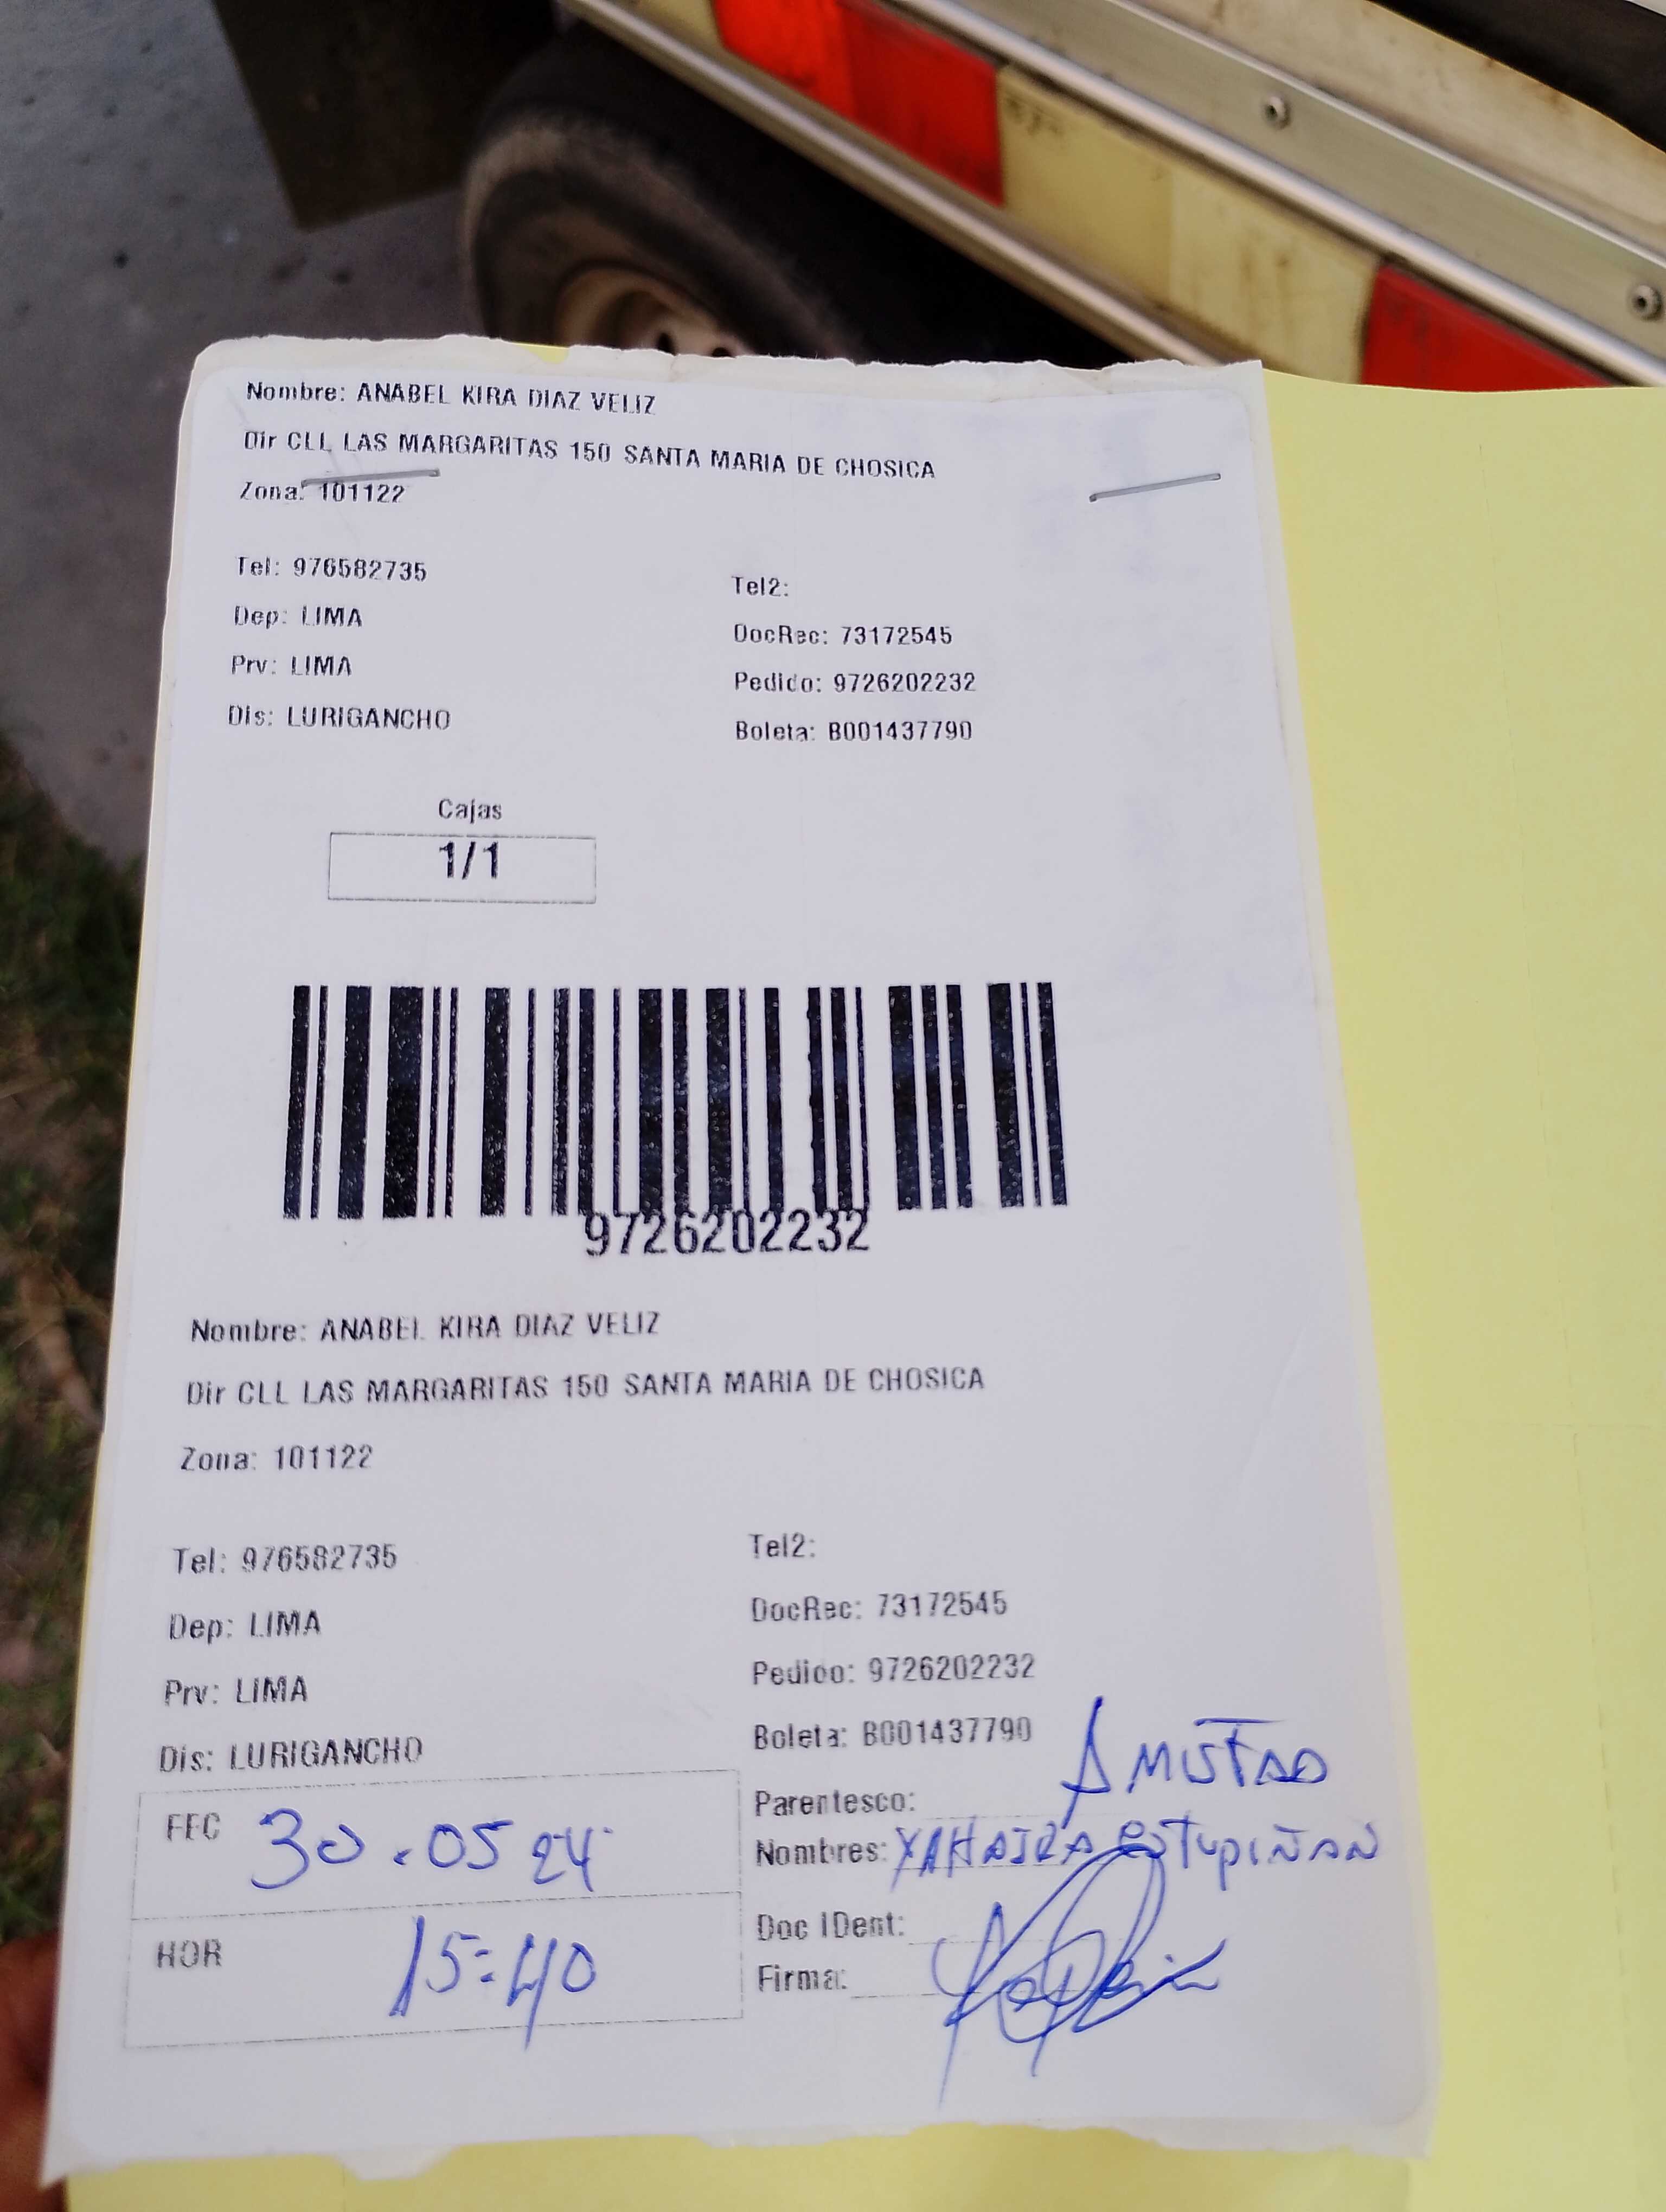 Nombre: ANABEL KIRA DIAZ VELIZ
Dir CLL LAS MARGARITAS 150 SANTA MARIA DE CHOSICA
Zona: 101122
Tel: 976582735
Tel2:
Dep: LIMA
DocRec: 73172545
Prv: LIMA
Pedido: 9726202232
Dis: LURIGANCHO
Boleta: B001437790
Cajas
1/1
9726202232
Nombre: ANABEL KIRA DIAZ VELIZ
Dir CLL LAS MARGARITAS 150 SANTA MARIA DE CHOSICA
Zona: 101122
Tel: 976582735
Tel2:
Dep: LIMA
DocRec: 73172545
Prv: LIMA
Pedido: 9726202232
Dis: LURIGANCHO
Boleta: B001437790
FEC 30.05 24
Parentesco: AMISTAD
Nombres: YAHAIRA ESTUPIÑAN
HOR 15:40
Doc IDent:
Firma: